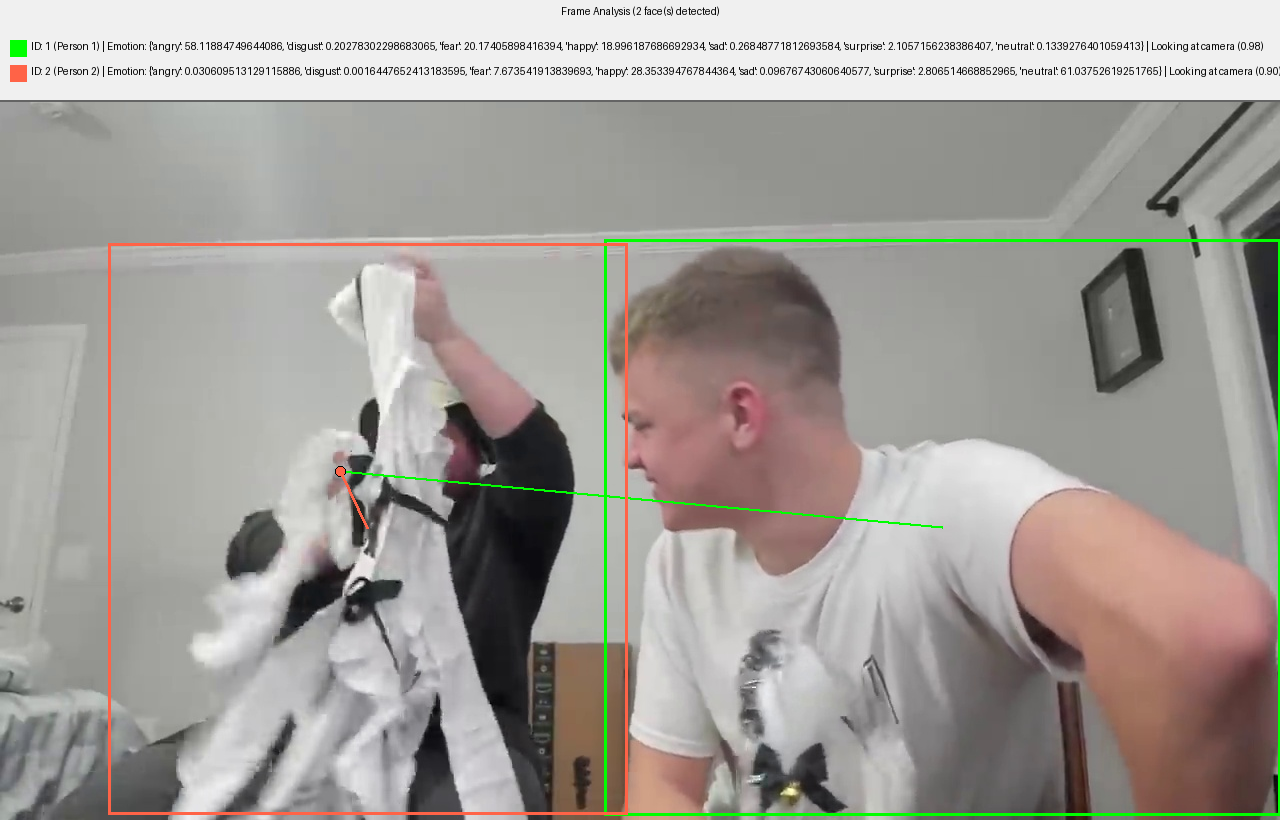 Frame Analysis (2 face(s) detected)
ID: 1 (Person 1) | Emotion: {'angry': 58.11884749644086, 'disgust': 0.20278302298683065, 'fear': 20.17405898416394, 'happy': 18.996187686692934, 'sad': 0.26848771812693584, 'surprise': 2.1057156238386407, 'neutral': 0.1339276401059413} | Looking at camera (0.98)
ID: 2 (Person 2) | Emotion: {'angry': 0.030609513129115886, 'disgust': 0.0016447652413183595, 'fear': 7.673541913839693, 'happy': 28.353394767844364, 'sad': 0.09676743060640577, 'surprise': 2.806514668852965, 'neutral': 61.03752619251765} | Looking at camera (0.90)